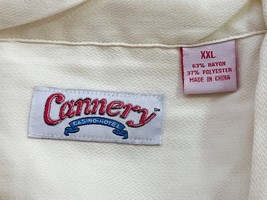 XXL
63% RAYON
37% POLYESTER
MADE IN CHINA
Cannery
CASINO·HOTEL